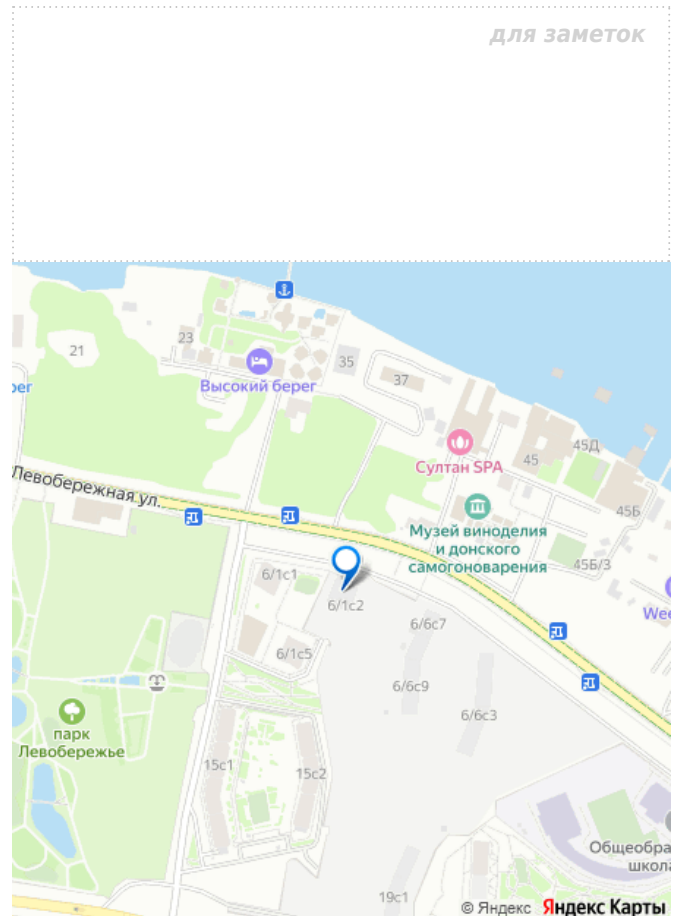 для заметок
21
23
35
37
Высокий берег
рег
Султан SPA
45
45Д
45Б
Левобережная ул.
Музей виноделия
и донского
самогоноварения
45Б/3
6/1с1
6/1с2
6/6с7
Wee
6/1с5
6/6с9
6/6с3
парк
Левобережье
15с1
15с2
Общеобра
школа
19с1
© Яндекс Яндекс Карты